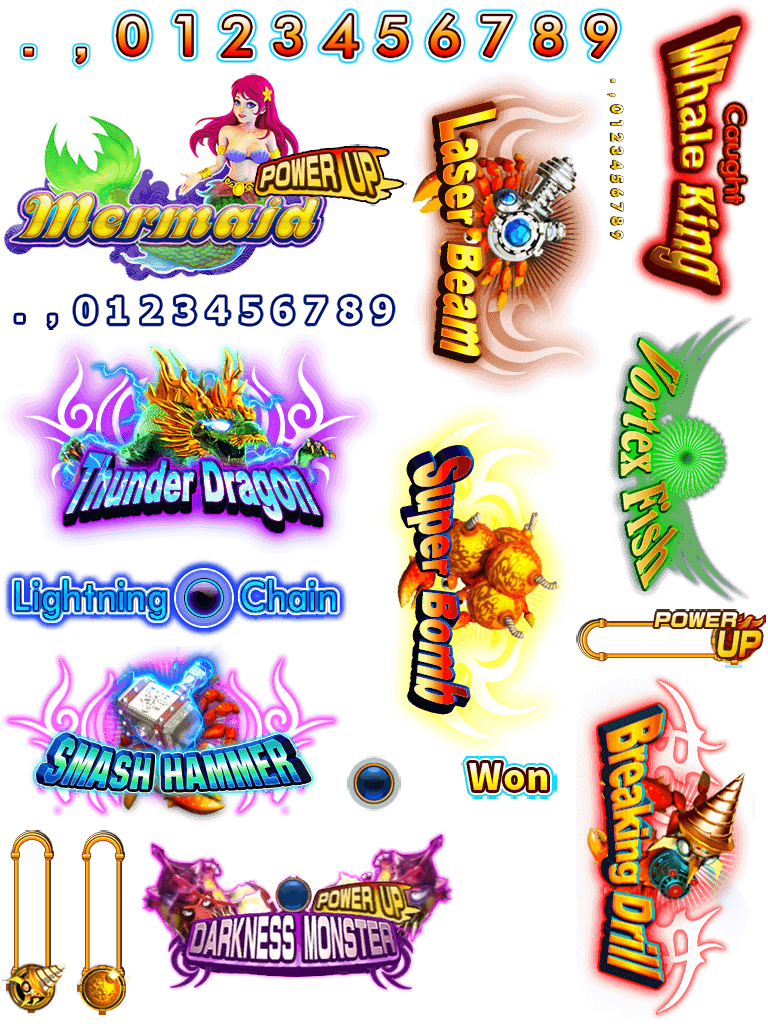 . , 0 1 2 3 4 5 6 7 8 9
Caught
Whale King
Mermaid
POWER UP
Laser Beam
. , 0 1 2 3 4 5 6 7 8 9
. , 0 1 2 3 4 5 6 7 8 9
Vortex Fish
Thunder Dragon
Super Bomb
Lightning Chain
POWER
UP
SMASH HAMMER
Won
Breaking Drill
POWER UP
DARKNESS MONSTER